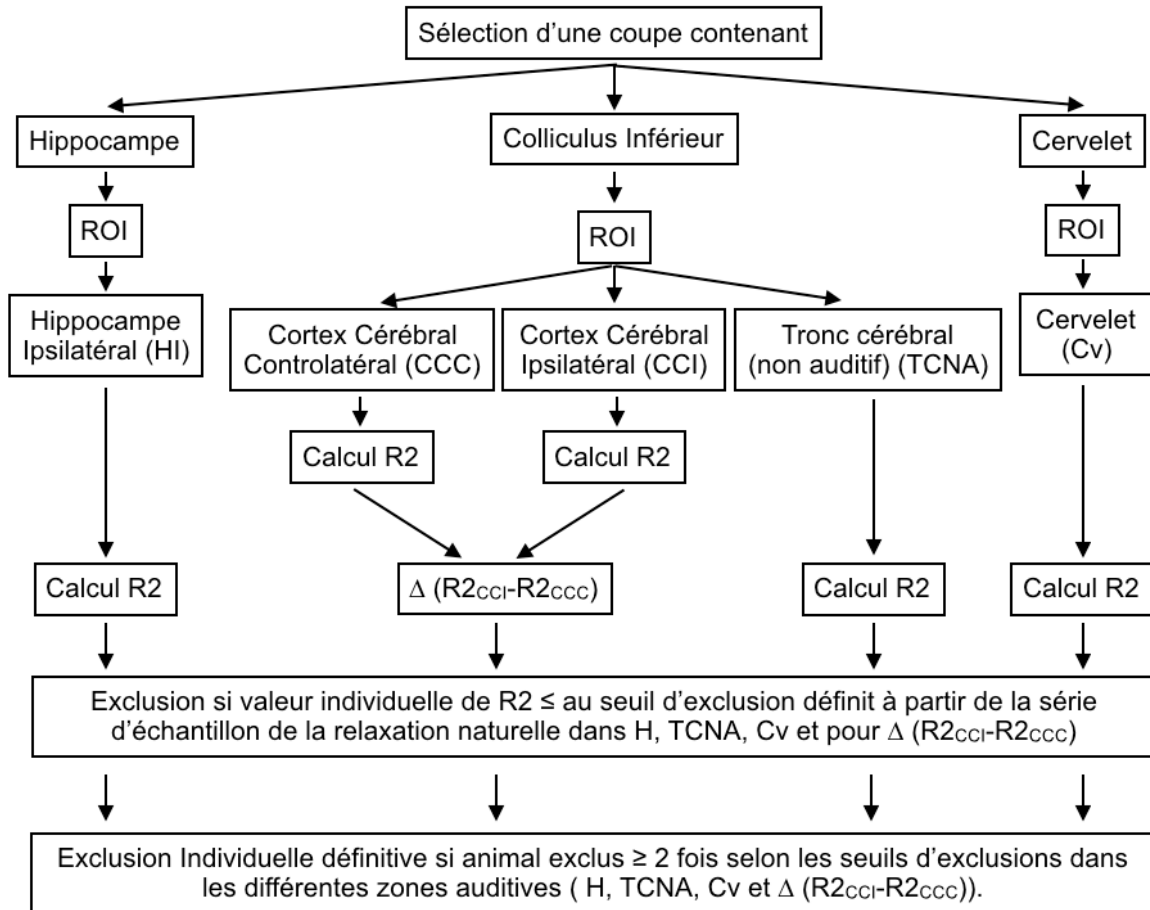 Sélection d'une coupe contenant
Hippocampe
Colliculus Inférieur
Cervelet
ROI
ROI
ROI
Hippocampe
Ipsilatéral (HI)
Cortex Cérébral
Controlatéral (CCC)
Cortex Cérébral
Ipsilatéral (CCI)
Tronc cérébral
(non auditif) (TCNA)
Cervelet
(Cv)
Calcul R2
Calcul R2
Calcul R2
Δ (R2CCI-R2CCC)
Calcul R2
Calcul R2
Exclusion si valeur individuelle de R2 ≤ au seuil d'exclusion définit à partir de la série
d'échantillon de la relaxation naturelle dans H, TCNA, Cv et pour Δ (R2CCI-R2CCC)
Exclusion Individuelle définitive si animal exclus ≥ 2 fois selon les seuils d'exclusions dans
les différentes zones auditives ( H, TCNA, Cv et Δ (R2CCI-R2CCC)).